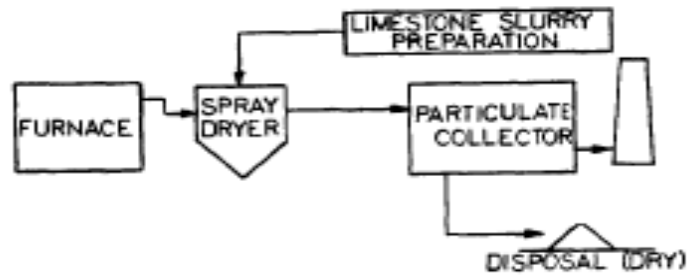 LIMESTONE SLURRY
PREPARATION
FURNACE
SPRAY
DRYER
PARTICULATE
COLLECTOR
DISPOSAL (DRY)